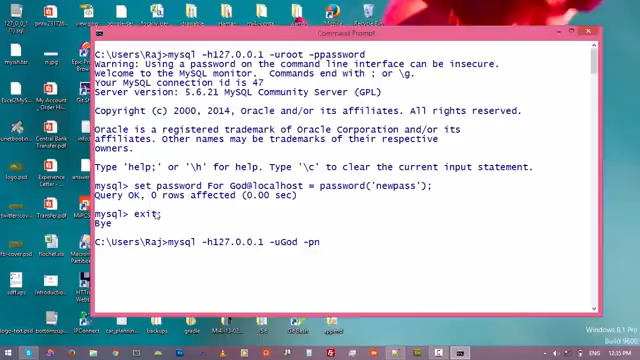 Command Prompt
C:\Users\Raj>mysql -h127.0.0.1 -uroot -ppassword
Warning: Using a password on the command line interface can be insecure.
Welcome to the MySQL monitor.  Commands end with ; or \g.
Your MySQL connection id is 47
Server version: 5.6.21 MySQL Community Server (GPL)
Copyright (c) 2000, 2014, Oracle and/or its affiliates. All rights reserved.
Oracle is a registered trademark of Oracle Corporation and/or its
affiliates. Other names may be trademarks of their respective
owners.
Type 'help;' or '\h' for help. Type '\c' to clear the current input statement.
mysql> set password For God@localhost = password('newpass');
Query OK, 0 rows affected (0.00 sec)
mysql> exit;
Bye
C:\Users\Raj>mysql -h127.0.0.1 -uGod -pn
Windows 8.1 Pro
Build 9600
ENG
12:35 PM